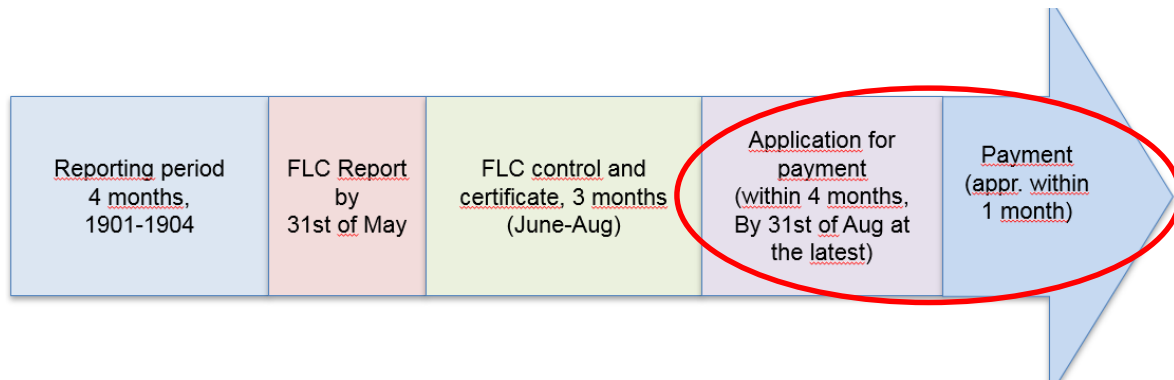 Reporting period
4 months,
1901-1904
FLC Report
by
31st of May
FLC control and
certificate, 3 months
(June-Aug)
Application for
payment
(within 4 months,
By 31st of Aug at
the latest)
Payment
(appr. within
1 month)